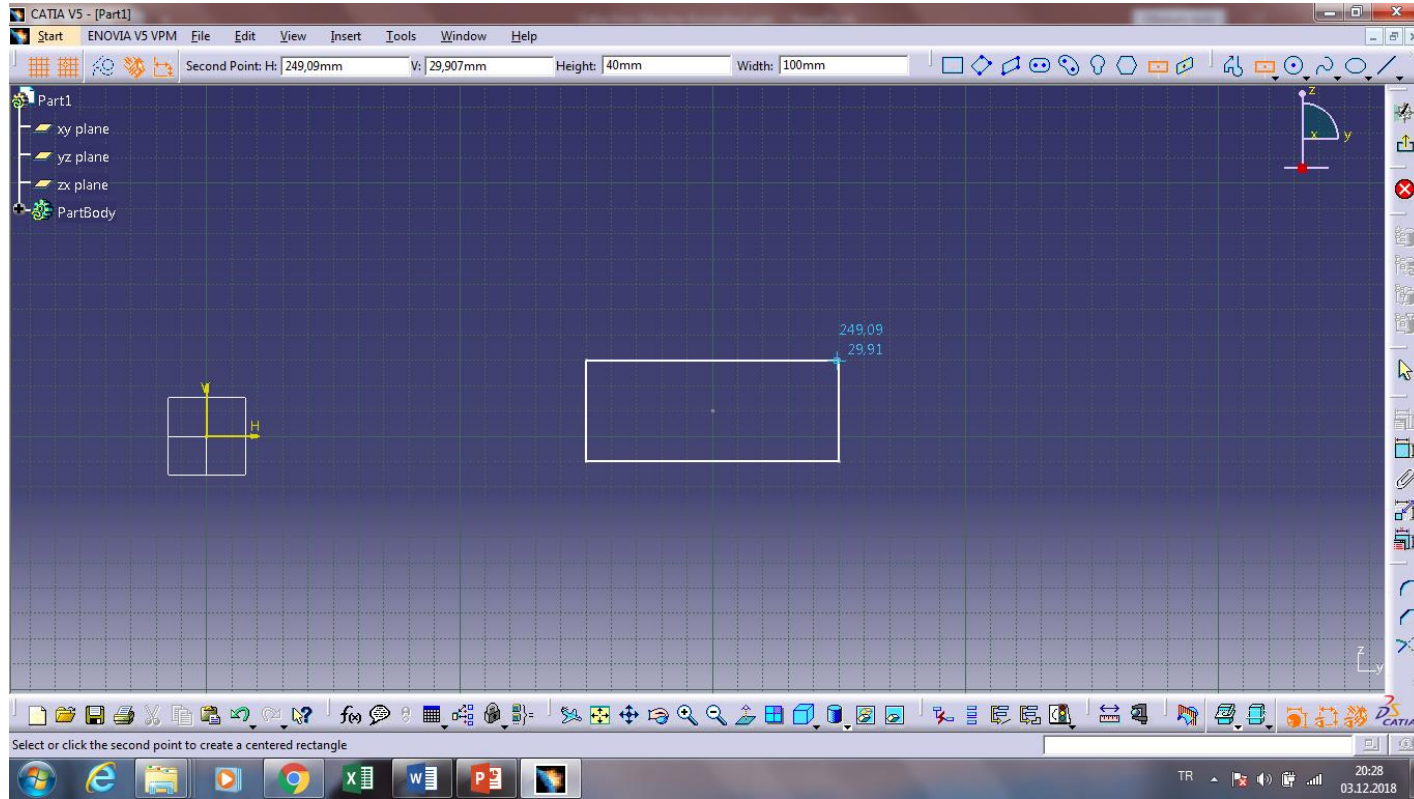 CATIA V5 - [Part1]
Start ENOVIA V5 VPM File Edit View Insert Tools Window Help
Second Point: H: 249,09mm V: 29,907mm Height: 40mm Width: 100mm
Part1
xy plane
yz plane
zx plane
PartBody
z
x y
249,09
29,91
V
H
z
y
f(x)
CATIA
Select or click the second point to create a centered rectangle
TR
20:28
03.12.2018